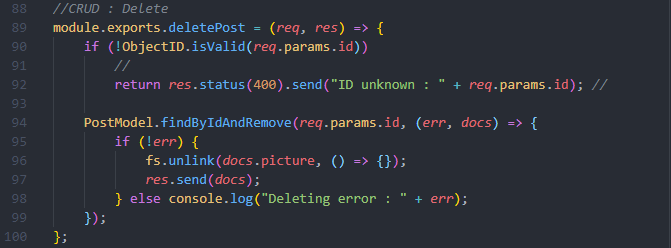 88 //CRUD : Delete
89 module.exports.deletePost = (req, res) => {
90 if (!ObjectID.isValid(req.params.id))
91 //
92 return res.status(400).send("ID unknown : " + req.params.id); //
93
94 PostModel.findByIdAndRemove(req.params.id, (err, docs) => {
95 if (!err) {
96 fs.unlink(docs.picture, () => {});
97 res.send(docs);
98 } else console.log("Deleting error : " + err);
99 });
100 };